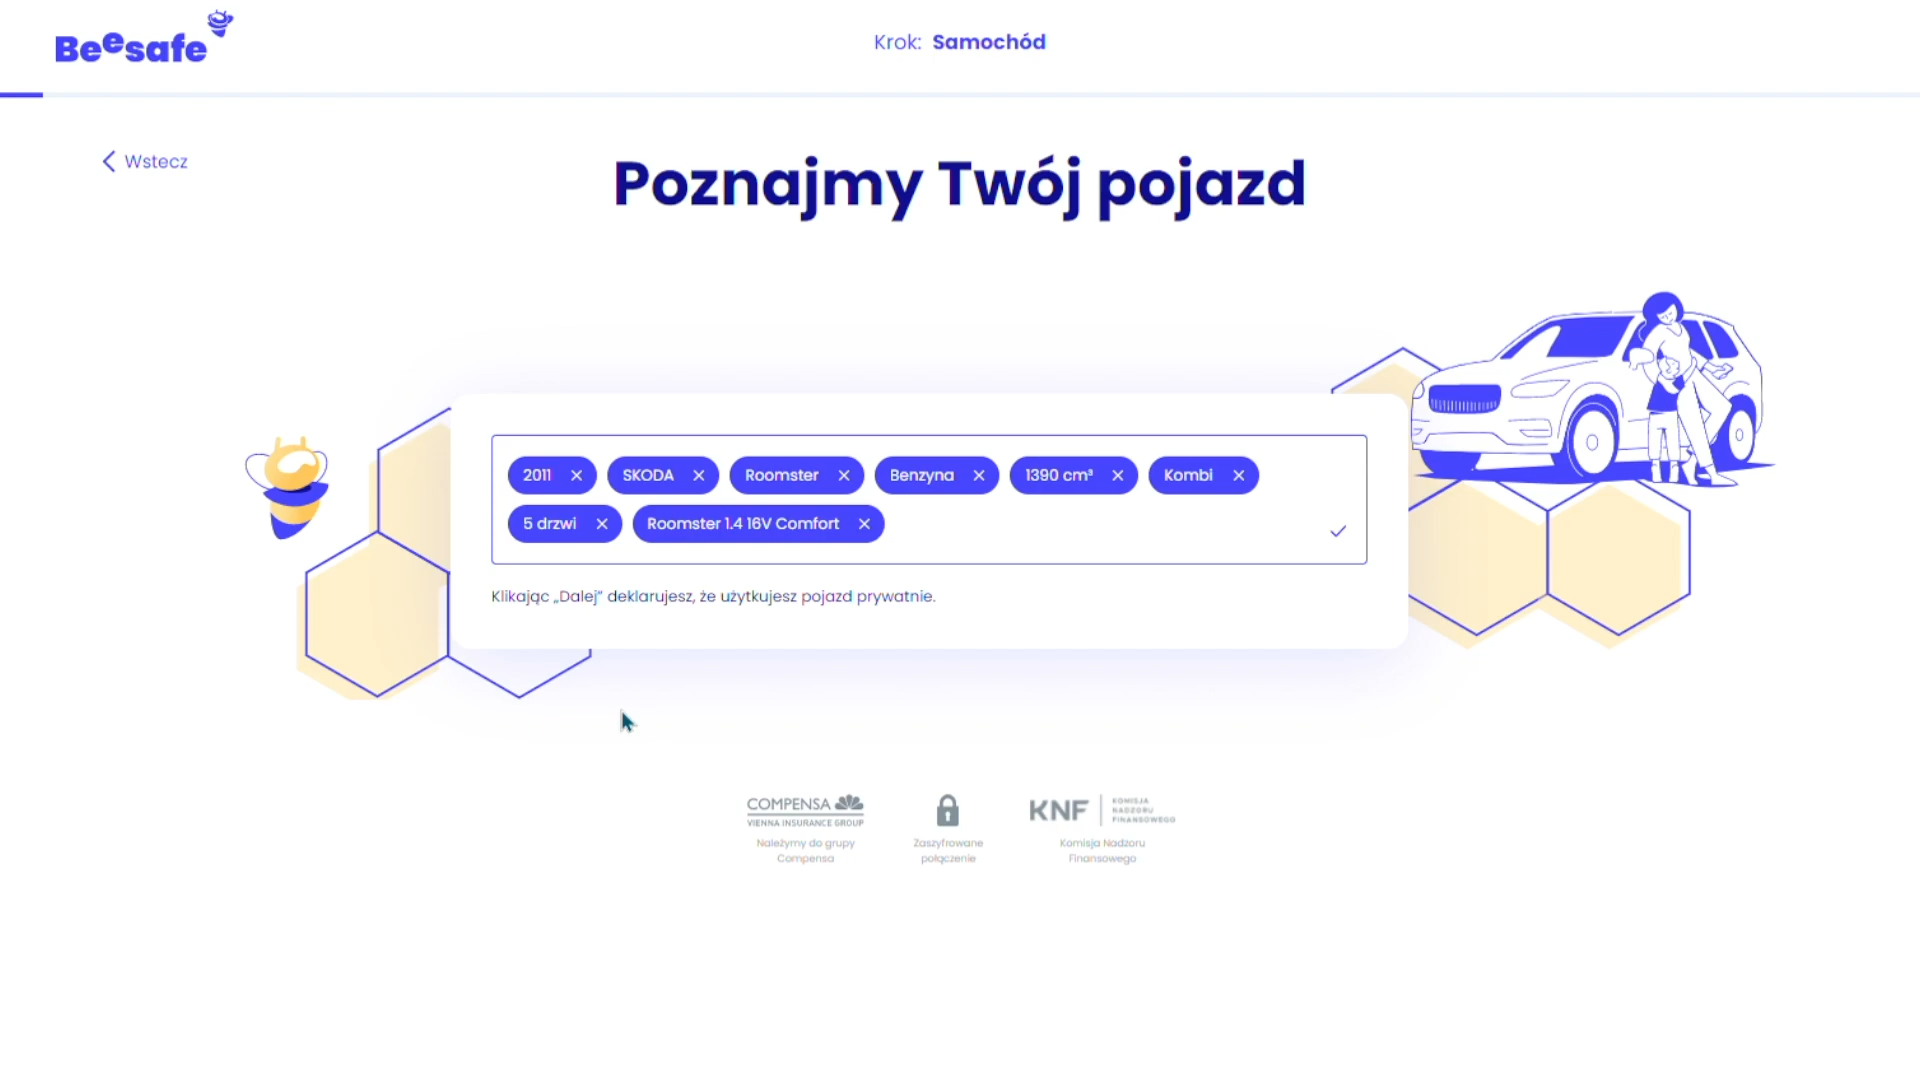 Beesafe
Krok: Samochód
Wstecz
Poznajmy Twój pojazd
2011 SKODA Roomster Benzyna 1390 cm³ Kombi
5 drzwi Roomster 1.4 16V Comfort
Klikając „Dalej” deklarujesz, że użytkujesz pojazd prywatnie.
COMPENSA
VIENNA INSURANCE GROUP
Należymy do grupy
Compensa
Zaszyfrowane
połączenie
KNF
KOMISJA
NADZORU
FINANSOWEGO
Komisja Nadzoru
Finansowego